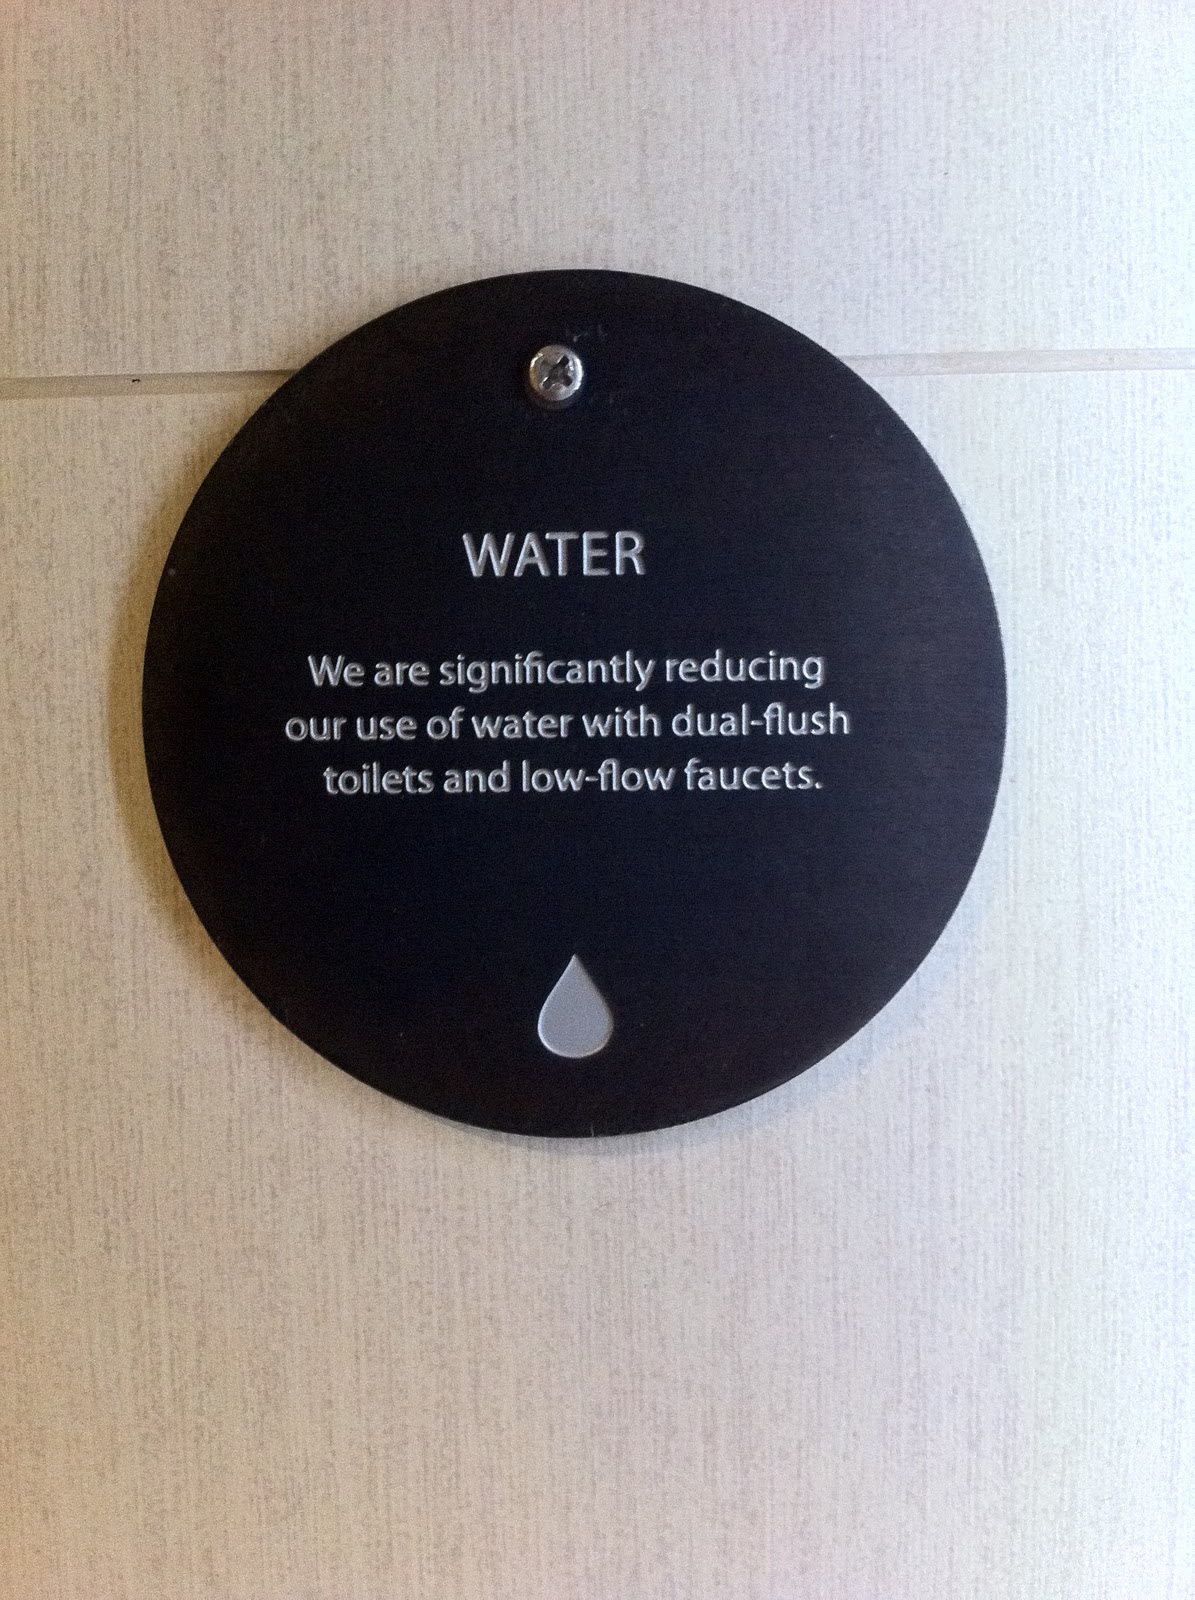 WATER
We are significantly reducing
our use of water with dual-flush
toilets and low-flow faucets.